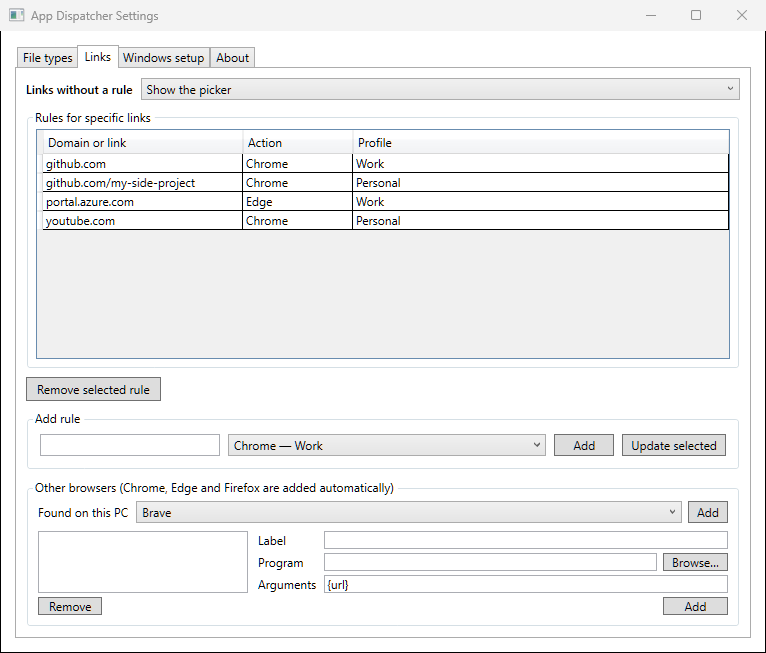 App Dispatcher Settings
File types Links Windows setup About
Links without a rule Show the picker
Rules for specific links
Domain or link Action Profile
github.com Chrome Work
github.com/my-side-project Chrome Personal
portal.azure.com Edge Work
youtube.com Chrome Personal
Remove selected rule
Add rule
Chrome — Work Add Update selected
Other browsers (Chrome, Edge and Firefox are added automatically)
Found on this PC Brave Add
Label
Program Browse...
Arguments {url}
Remove Add